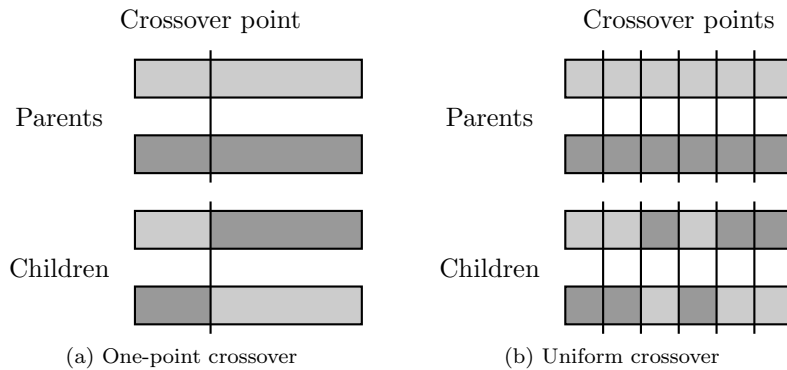 Crossover point
Parents
Children
(a) One-point crossover
Crossover points
Parents
Children
(b) Uniform crossover